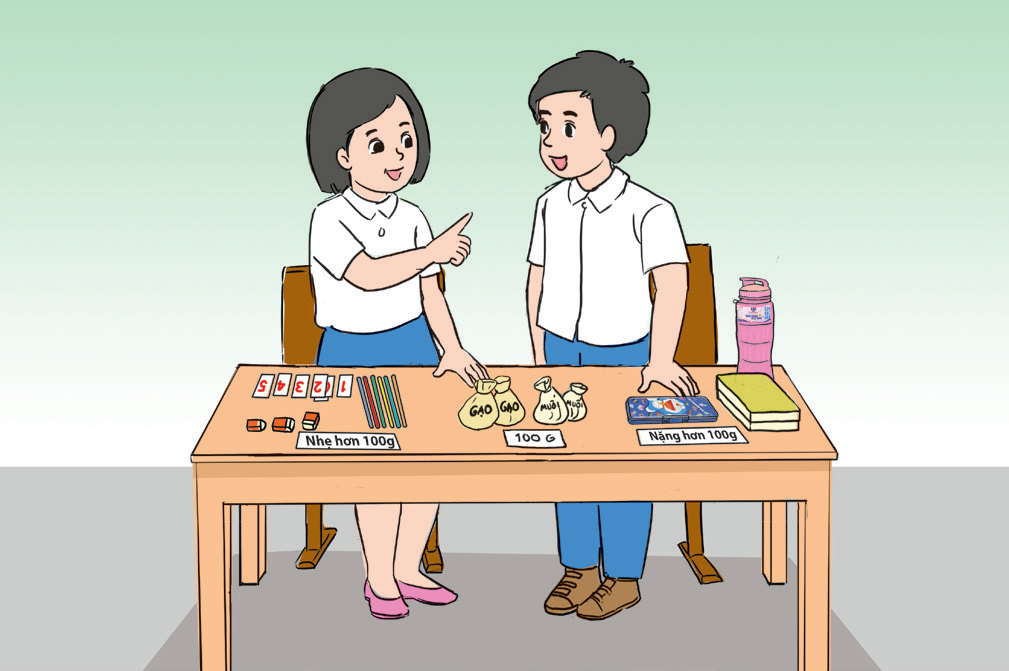 5 4 3 2 1
GẠO GẠO
MUỐI MUỐI
Nhẹ hơn 100g
100 G
Nặng hơn 100g